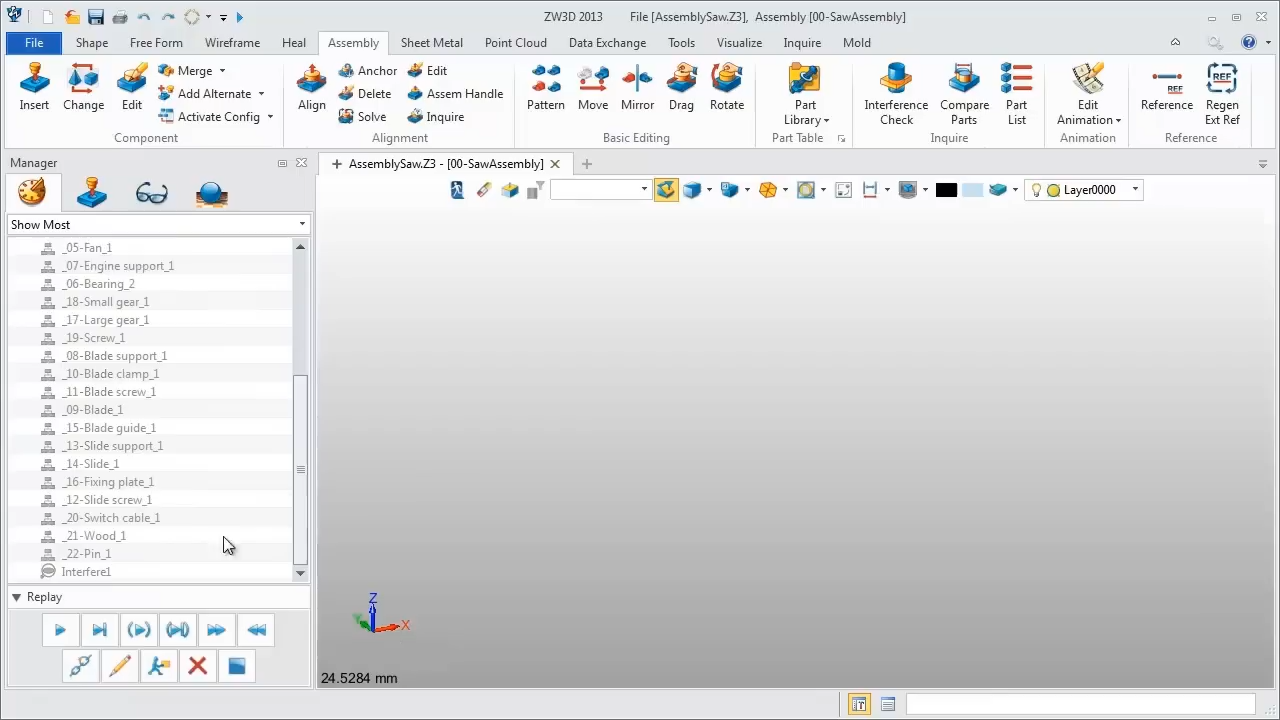 ZW3D 2013 File [AssemblySaw.Z3], Assembly [00-SawAssembly]
File Shape Free Form Wireframe Heal Assembly Sheet Metal Point Cloud Data Exchange Tools Visualize Inquire Mold
Insert Change Edit Merge Add Alternate Activate Config
Component
Align Anchor Delete Solve Edit Assem Handle Inquire
Alignment
Pattern Move Mirror Drag Rotate
Basic Editing
Part Library
Part Table
Interference Check Compare Parts Part List
Inquire
Edit Animation
Animation
REF Reference REF Regen Ext Ref
Reference
Manager
AssemblySaw.Z3 - [00-SawAssembly]
Layer0000
Show Most
_05-Fan_1
_07-Engine support_1
_06-Bearing_2
_18-Small gear_1
_17-Large gear_1
_19-Screw_1
_08-Blade support_1
_10-Blade clamp_1
_11-Blade screw_1
_09-Blade_1
_15-Blade guide_1
_13-Slide support_1
_14-Slide_1
_16-Fixing plate_1
_12-Slide screw_1
_20-Switch cable_1
_21-Wood_1
_22-Pin_1
Interfere1
Replay
Z
X
24.5284 mm